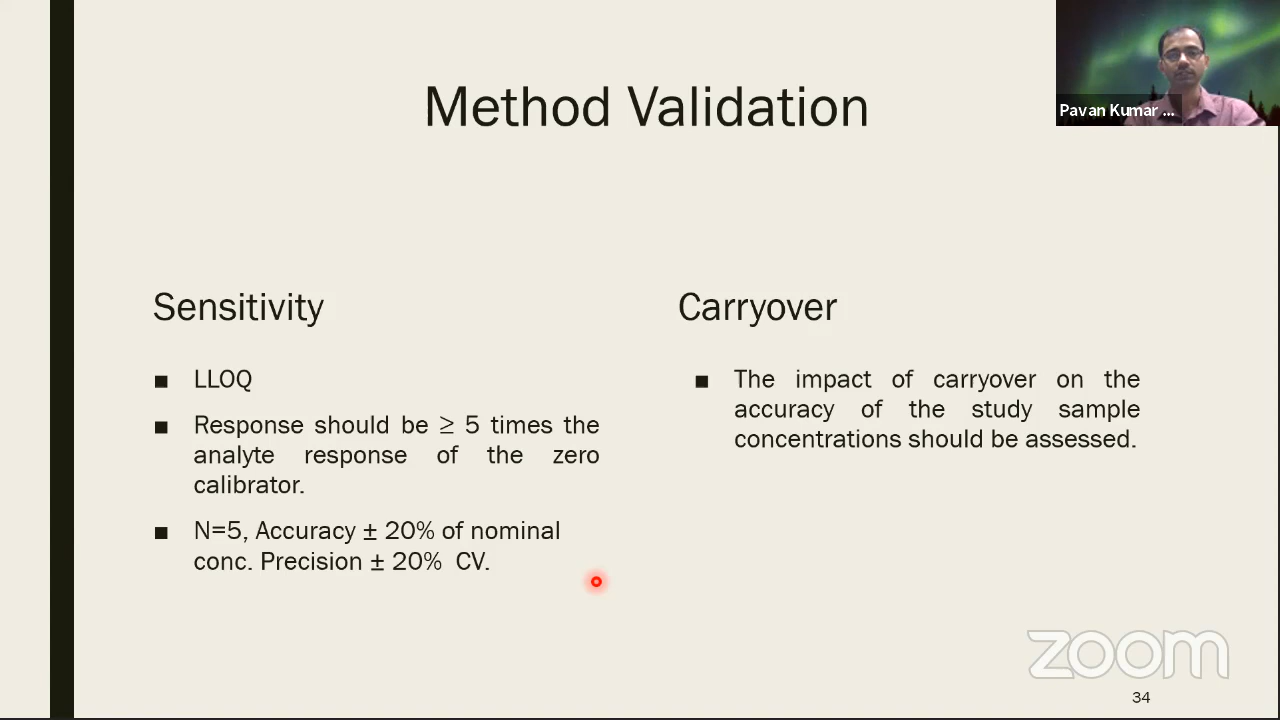 Method Validation
Pavan Kumar ...
Sensitivity
■ LLOQ
■ Response should be ≥ 5 times the
analyte response of the zero
calibrator.
■ N=5, Accuracy ± 20% of nominal
conc. Precision ± 20% CV.
Carryover
■ The impact of carryover on the
accuracy of the study sample
concentrations should be assessed.
zoom
34